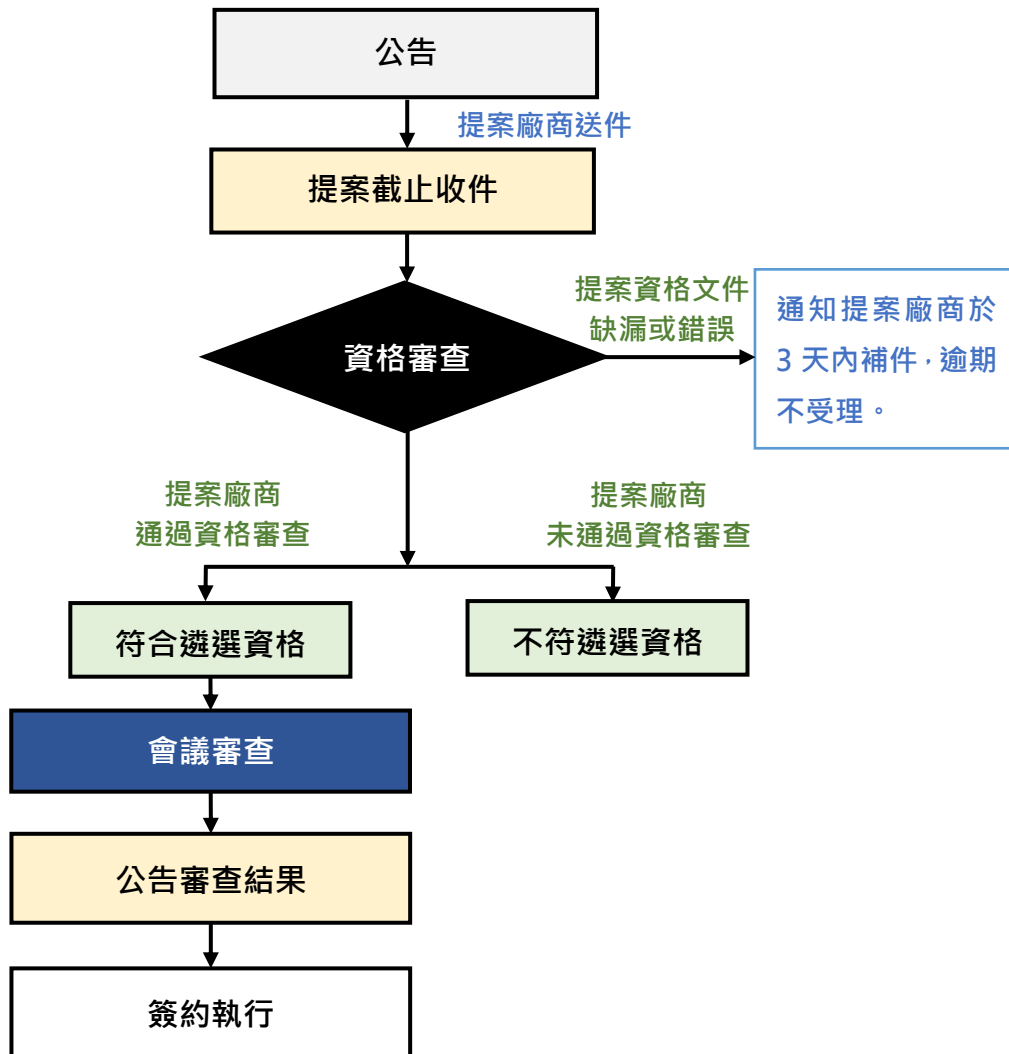 公告
提案廠商送件
提案截止收件
提案資格文件
缺漏或錯誤
通知提案廠商於
3 天內補件，逾期
不受理。
資格審查
提案廠商
通過資格審查
提案廠商
未通過資格審查
符合遴選資格
不符遴選資格
會議審查
公告審查結果
簽約執行